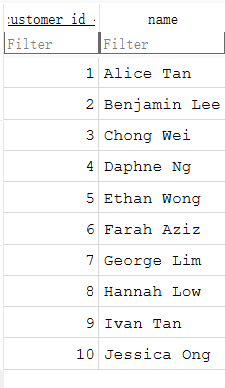 customer_id name
Filter Filter
1 Alice Tan
2 Benjamin Lee
3 Chong Wei
4 Daphne Ng
5 Ethan Wong
6 Farah Aziz
7 George Lim
8 Hannah Low
9 Ivan Tan
10 Jessica Ong